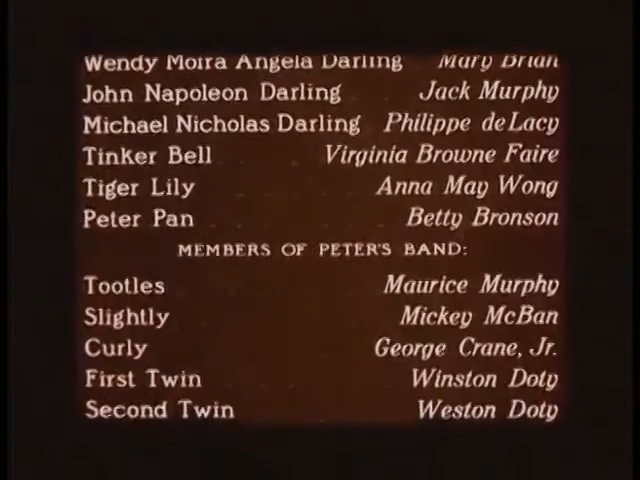 Wendy Moira Angela Darling Mary Brian
John Napoleon Darling Jack Murphy
Michael Nicholas Darling Philippe de Lacy
Tinker Bell Virginia Browne Faire
Tiger Lily Anna May Wong
Peter Pan Betty Bronson
MEMBERS OF PETER'S BAND:
Tootles Maurice Murphy
Slightly Mickey McBan
Curly George Crane, Jr.
First Twin Winston Doty
Second Twin Weston Doty